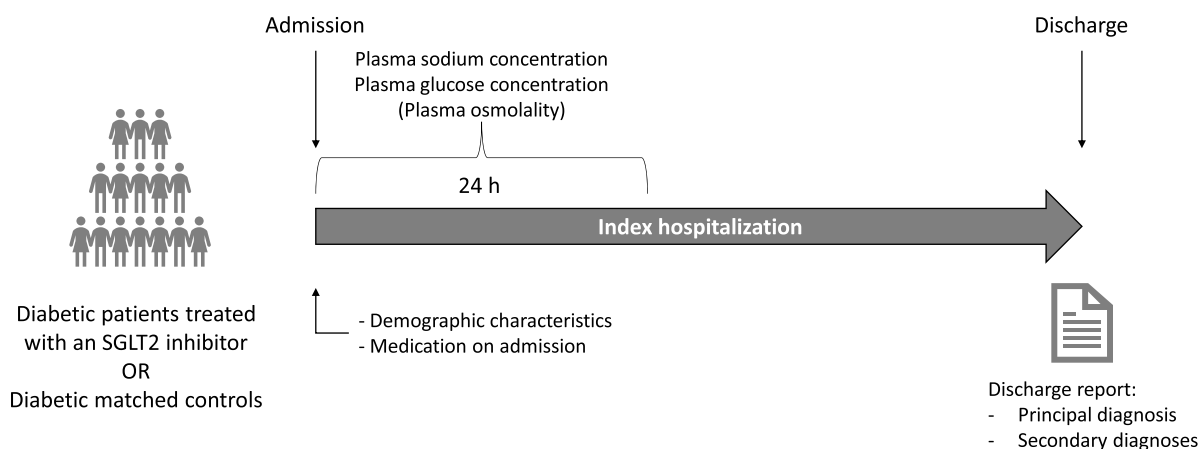 Admission
Discharge
Plasma sodium concentration
Plasma glucose concentration
(Plasma osmolality)
24 h
Index hospitalization
Diabetic patients treated
with an SGLT2 inhibitor
OR
Diabetic matched controls
- Demographic characteristics
- Medication on admission
Discharge report:
- Principal diagnosis
- Secondary diagnoses